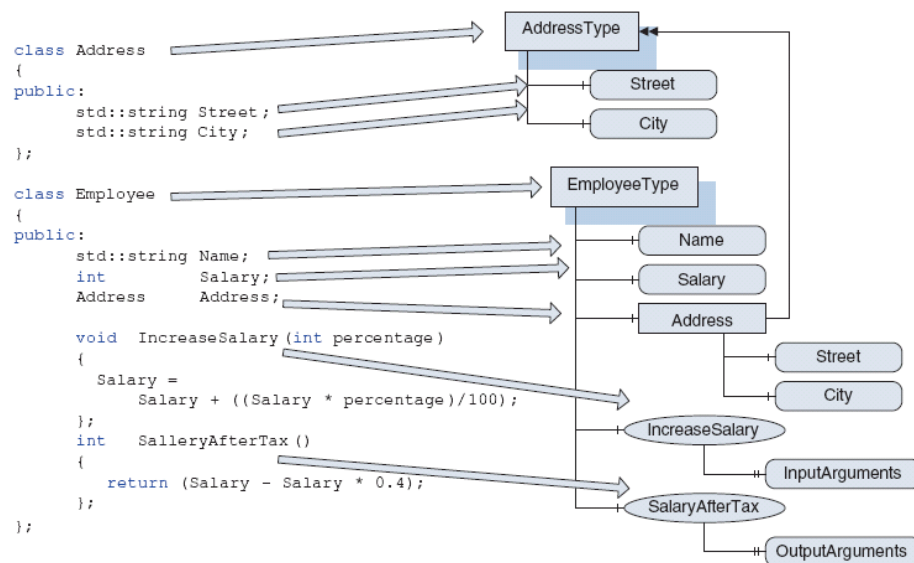 class Address
{
public:
std::string Street;
std::string City;
};
class Employee
{
public:
std::string Name;
int Salary;
Address Address;
void IncreaseSalary(int percentage)
{
Salary =
Salary + ((Salary * percentage)/100);
};
int SalleryAfterTax()
{
return (Salary - Salary * 0.4);
};
};
AddressType
Street
City
EmployeeType
Name
Salary
Address
Street
City
IncreaseSalary
InputArguments
SalaryAfterTax
OutputArguments